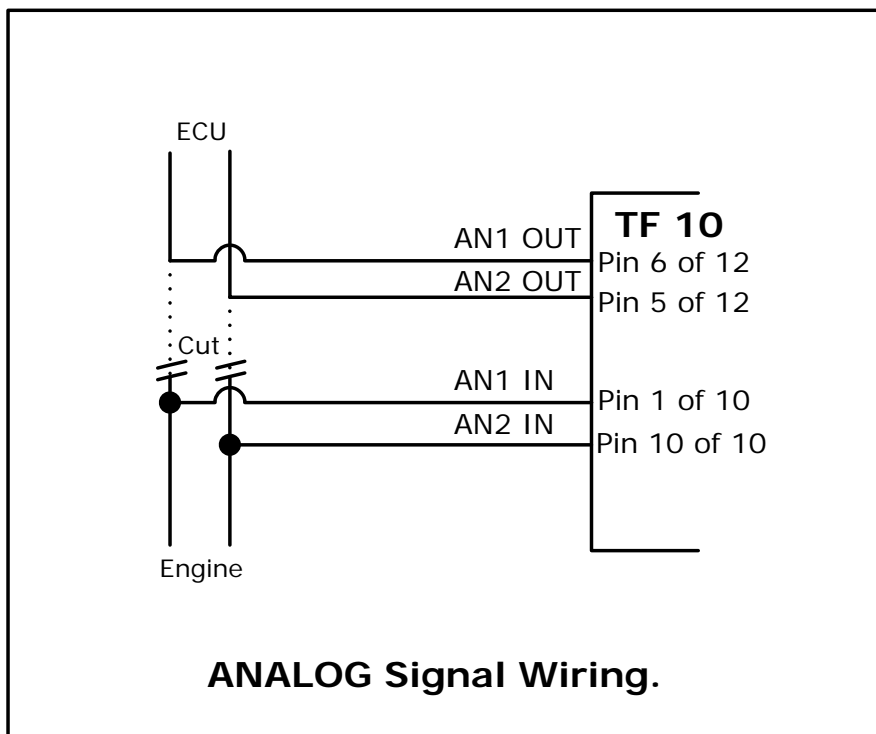 ECU
TF 10
AN1 OUT
Pin 6 of 12
AN2 OUT
Pin 5 of 12
Cut
AN1 IN
Pin 1 of 10
AN2 IN
Pin 10 of 10
Engine
ANALOG Signal Wiring.